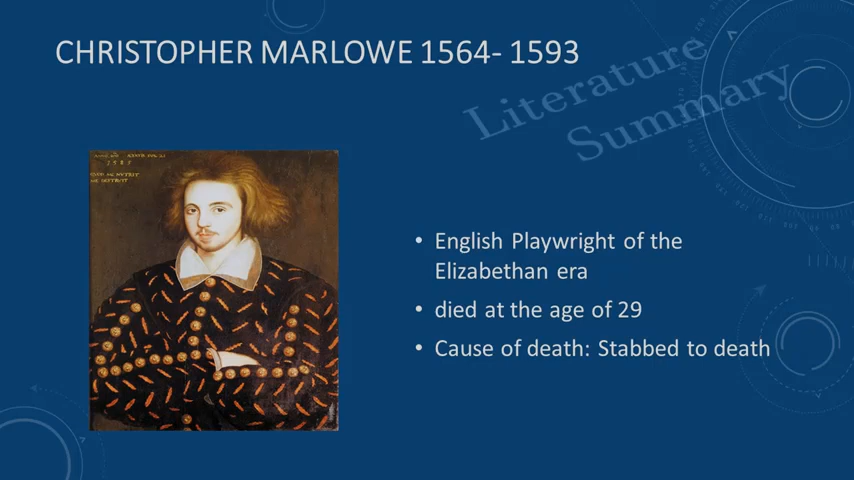 CHRISTOPHER MARLOWE 1564- 1593
Literature
Summary
• English Playwright of the
Elizabethan era
• died at the age of 29
• Cause of death: Stabbed to death